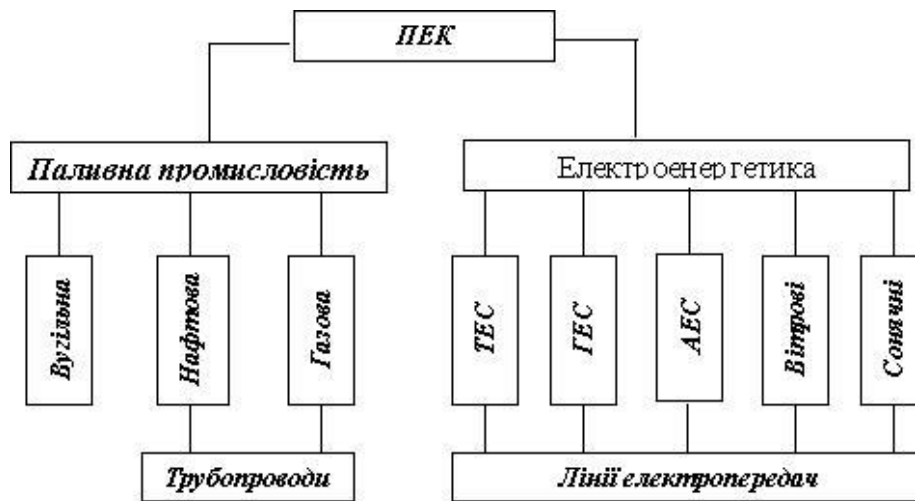 ПЕК
Паливна промисловість
Електроенергетика
Вугільна
Нафтова
Газова
ТЕС
ГЕС
АЕС
Вітрові
Сонячні
Трубопроводи
Лінії електропередач